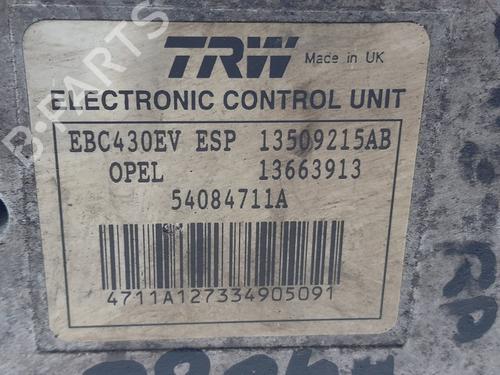 B-PARTS
TRW Made in UK
ELECTRONIC CONTROL UNIT
EBC430EV ESP 13509215AB
OPEL 13663913
54084711A
4711A127334905091